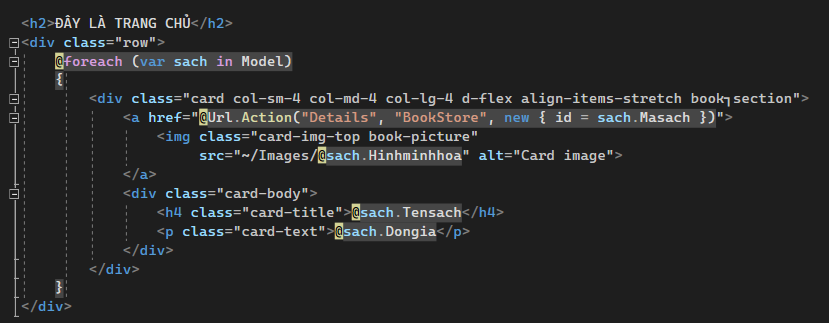 <h2>ĐÂY LÀ TRANG CHỦ</h2>
<div class="row">
@foreach (var sach in Model)
{
<div class="card col-sm-4 col-md-4 col-lg-4 d-flex align-items-stretch book┐section">
<a href="@Url.Action("Details", "BookStore", new { id = sach.Masach })">
<img class="card-img-top book-picture"
src="~/Images/@sach.Hinhminhhoa" alt="Card image">
</a>
<div class="card-body">
<h4 class="card-title">@sach.Tensach</h4>
<p class="card-text">@sach.Dongia</p>
</div>
</div>
}
</div>